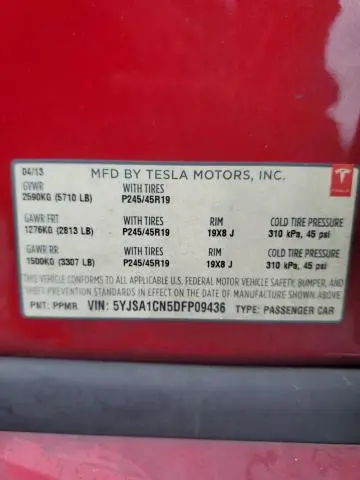 04/13 MFD BY TESLA MOTORS, INC.
GVWR WITH TIRES
2590KG (5710 LB) P245/45R19
GAWR FRT WITH TIRES RIM COLD TIRE PRESSURE
1276KG (2813 LB) P245/45R19 19X8 J 310 kPa, 45 psi
GAWR RR WITH TIRES RIM COLD TIRE PRESSURE
1500KG (3307 LB) P245/45R19 19X8 J 310 kPa, 45 psi
THIS VEHICLE CONFORMS TO ALL APPLICABLE U.S. FEDERAL MOTOR VEHICLE SAFETY, BUMPER, AND
THEFT PREVENTION STANDARDS IN EFFECT ON THE DATE OF MANUFACTURE SHOWN ABOVE.
PNT: PPMR VIN: 5YJSA1CN5DFP09436 TYPE: PASSENGER CAR
TESLA